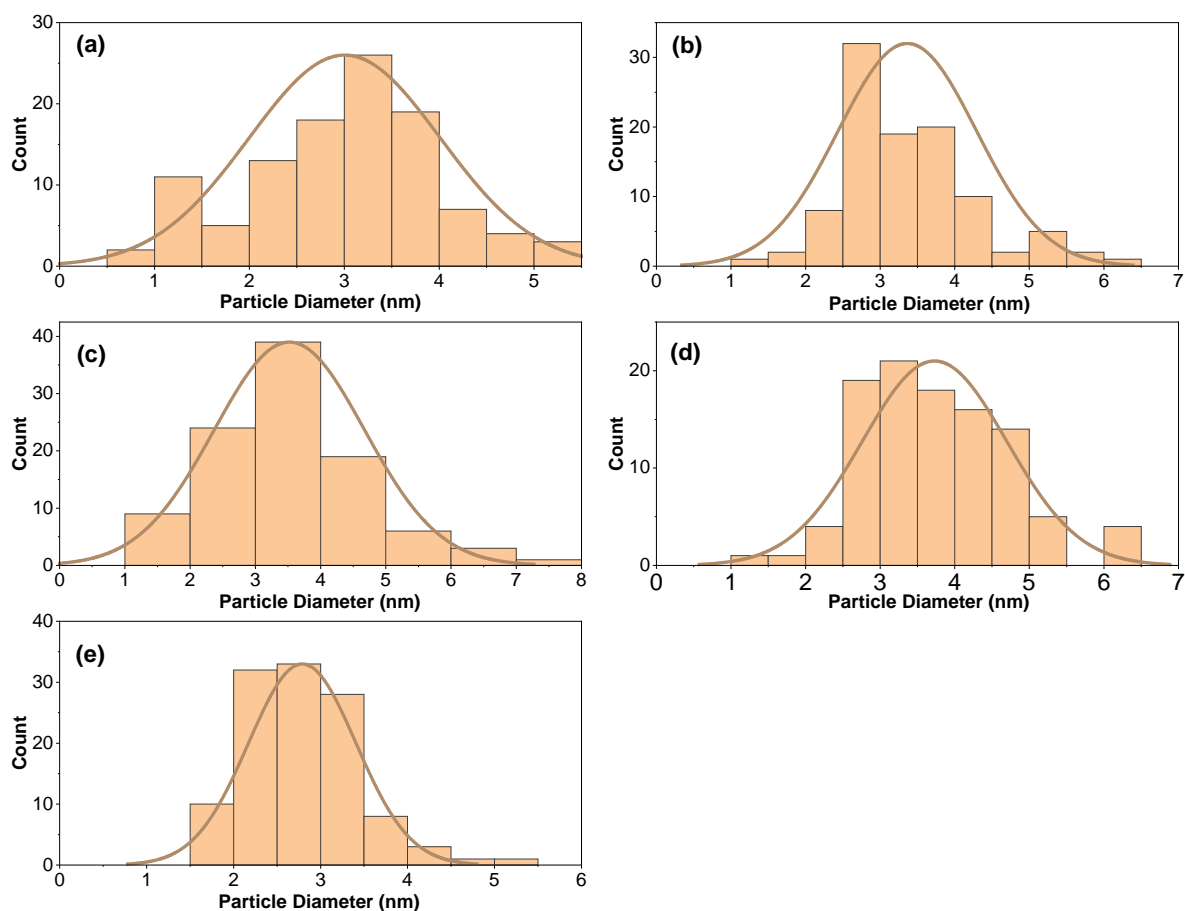 (a)
30
20
10
0
Count
0 1 2 3 4 5
Particle Diameter (nm)
(b)
30
20
10
0
Count
0 1 2 3 4 5 6 7
Particle Diameter (nm)
(c)
40
30
20
10
0
Count
0 1 2 3 4 5 6 7 8
Particle Diameter (nm)
(d)
20
10
0
Count
0 1 2 3 4 5 6 7
Particle Diameter (nm)
(e)
40
30
20
10
0
Count
0 1 2 3 4 5 6
Particle Diameter (nm)